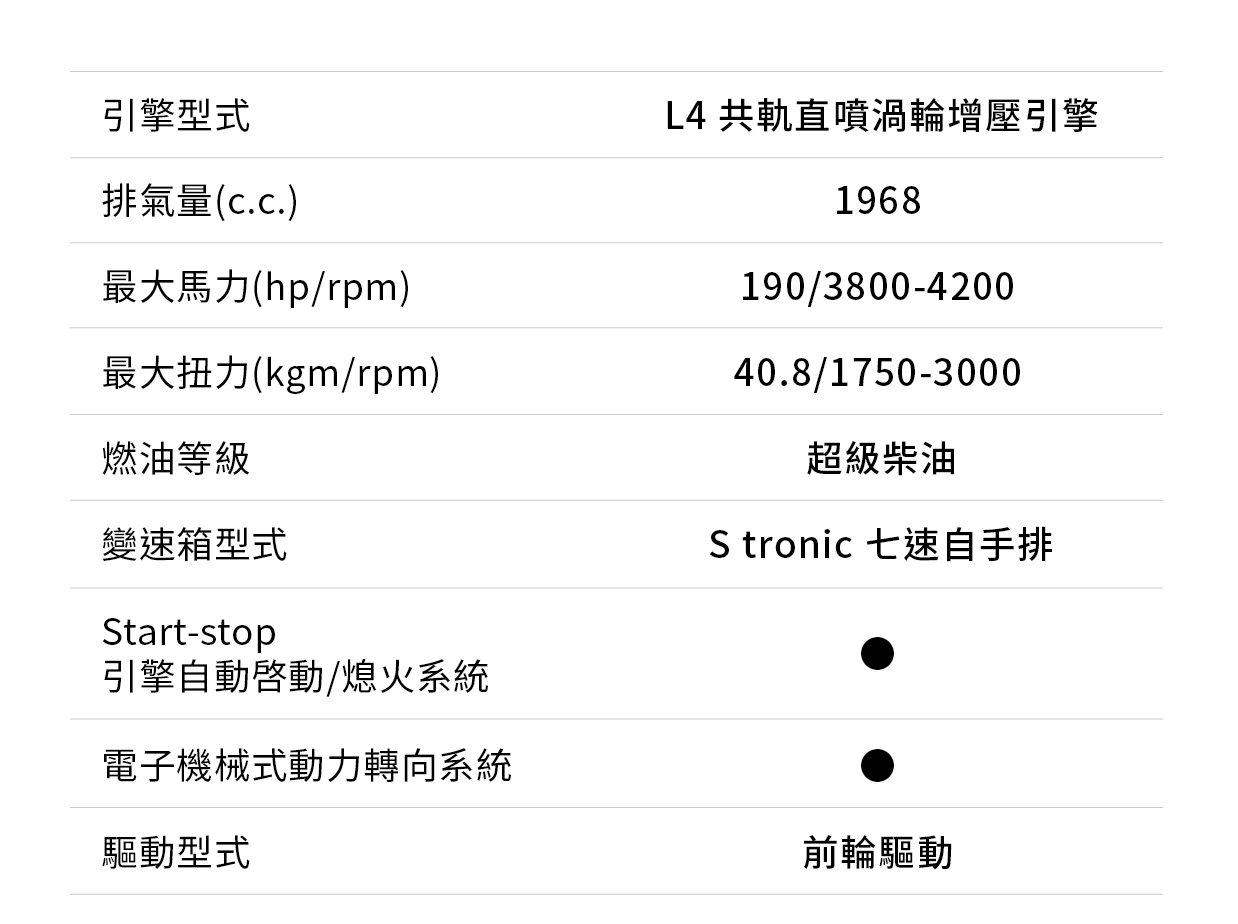 引擎型式 L4 共軌直噴渦輪增壓引擎
排氣量(c.c.) 1968
最大馬力(hp/rpm) 190/3800-4200
最大扭力(kgm/rpm) 40.8/1750-3000
燃油等級 超級柴油
變速箱型式 S tronic 七速自手排
Start-stop
引擎自動啓動/熄火系統 ●
電子機械式動力轉向系統 ●
驅動型式 前輪驅動